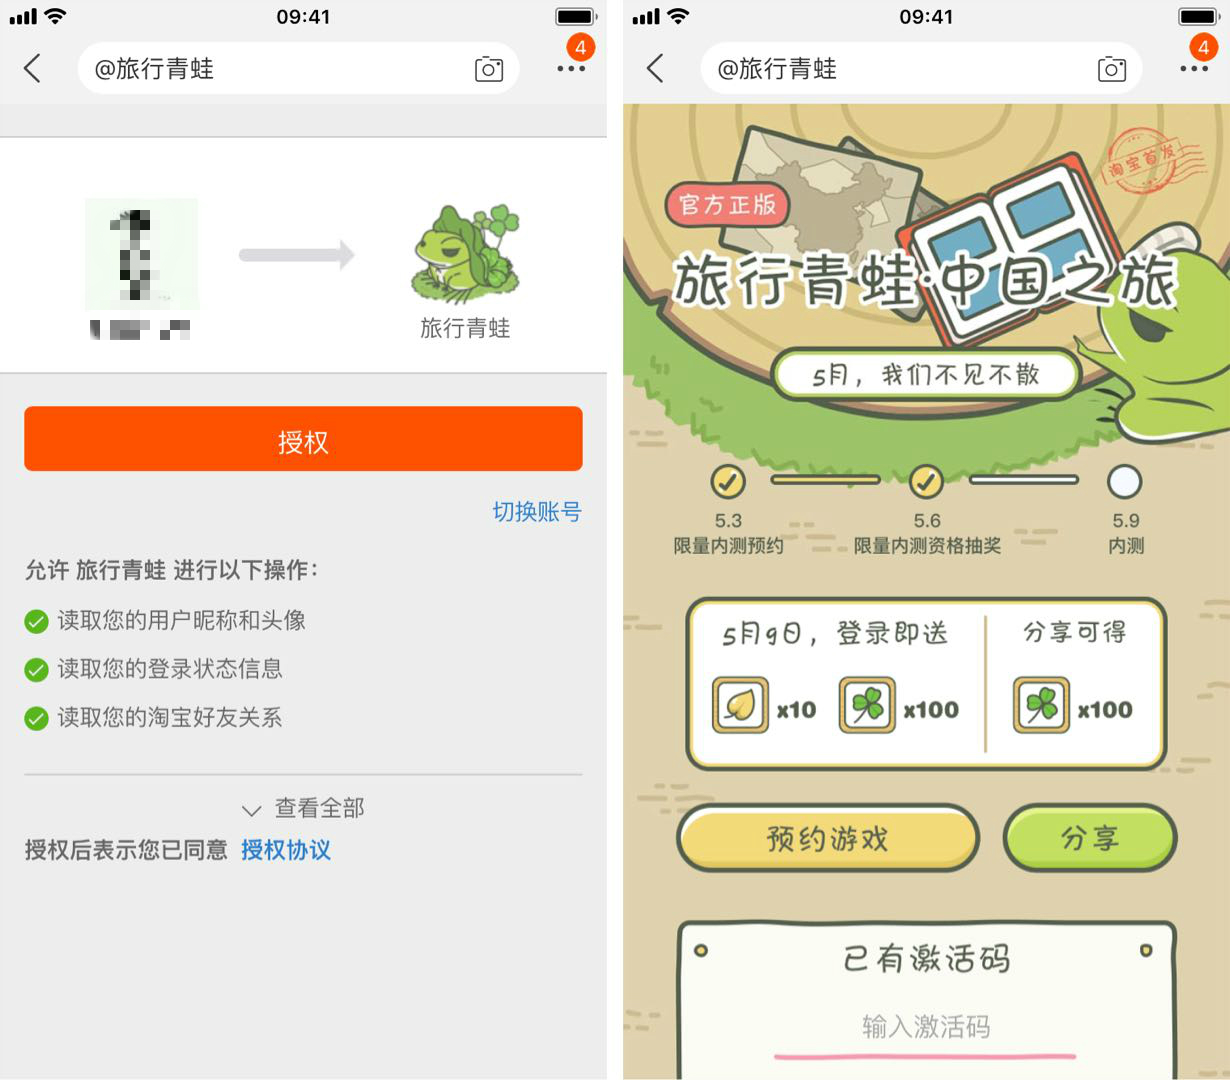 09:41
@旅行青蛙
4
旅行青蛙
授权
切换账号
允许 旅行青蛙 进行以下操作:
读取您的用户昵称和头像
读取您的登录状态信息
读取您的淘宝好友关系
查看全部
授权后表示您已同意 授权协议
09:41
@旅行青蛙
4
淘宝首发
官方正版
旅行青蛙·中国之旅
5月，我们不见不散
5.3
限量内测预约
5.6
限量内测资格抽奖
5.9
内测
5月9日，登录即送
x10
x100
分享可得
x100
预约游戏
分享
已有激活码
输入激活码